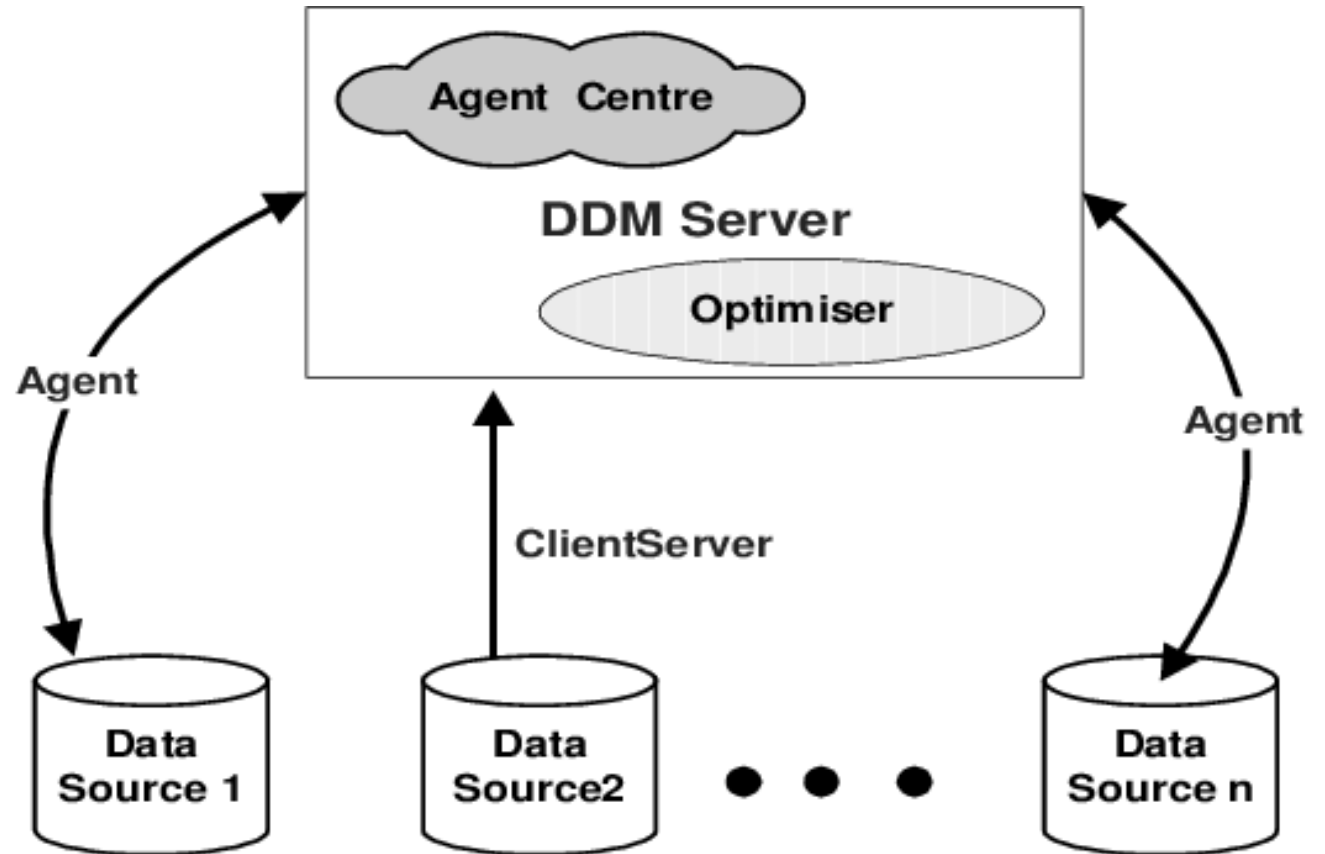 Agent Centre
DDM Server
Optimiser
Agent
Agent
ClientServer
Data
Source 1
Data
Source2
Data
Source n